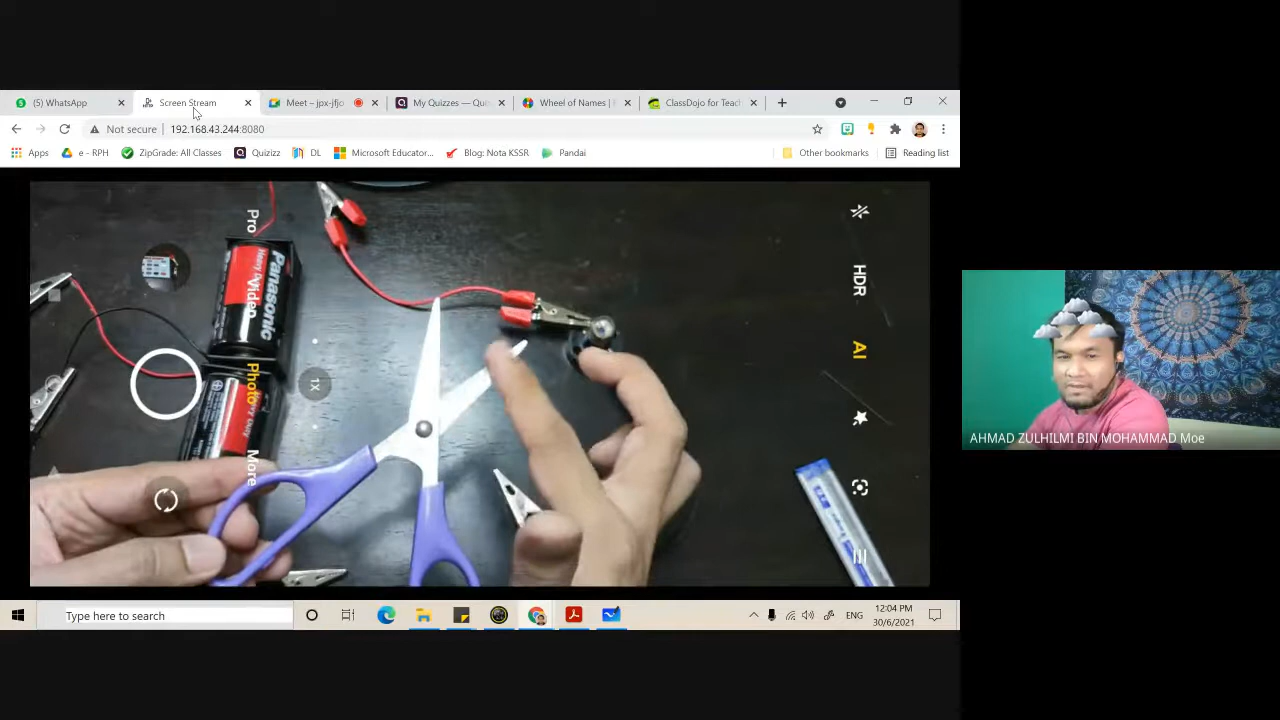 (5) WhatsApp
Screen Stream
Meet – jpx-jfjo
My Quizzes — Qui
Wheel of Names |
ClassDojo for Teach
Not secure
192.168.43.244:8080
Apps
e - RPH
ZipGrade: All Classes
Quizizz
DL
Microsoft Educator...
Blog: Nota KSSR
Pandai
Other bookmarks
Reading list
Pro
Panasonic
Heavy Duty
Video
Photo
More
1X
HDR
AI
AHMAD ZULHILMI BIN MOHAMMAD Moe
Type here to search
ENG
12:04 PM
30/6/2021